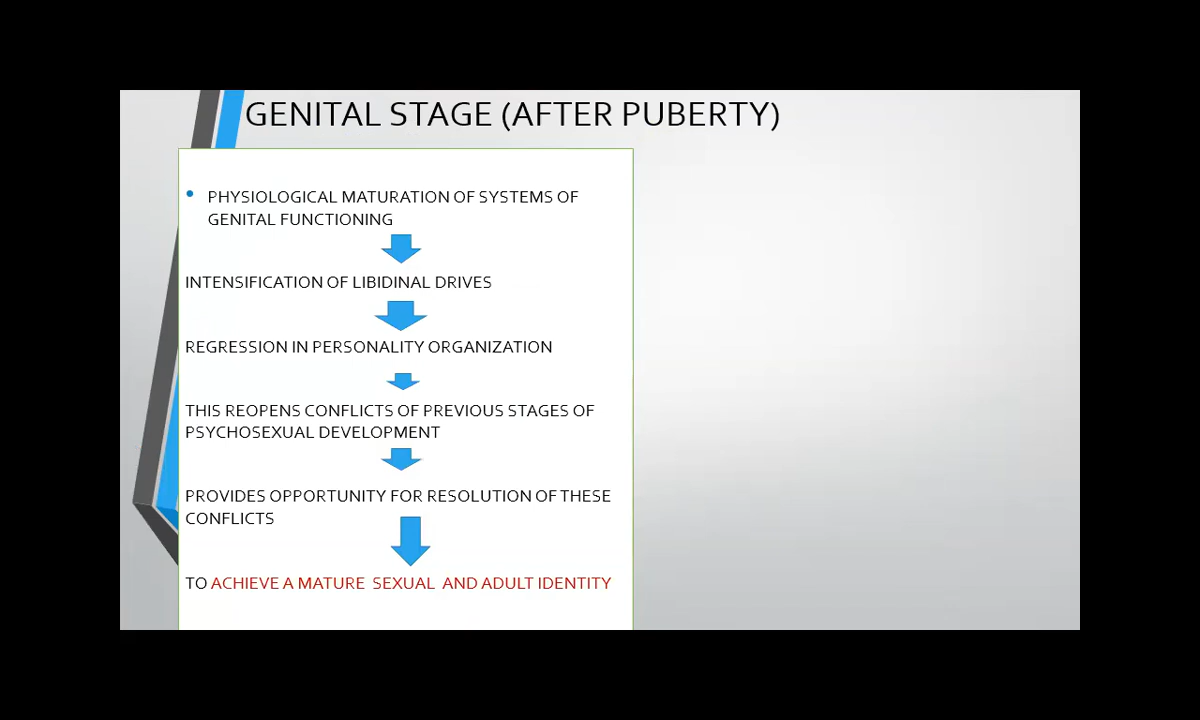 GENITAL STAGE (AFTER PUBERTY)
• PHYSIOLOGICAL MATURATION OF SYSTEMS OF
GENITAL FUNCTIONING
INTENSIFICATION OF LIBIDINAL DRIVES
REGRESSION IN PERSONALITY ORGANIZATION
THIS REOPENS CONFLICTS OF PREVIOUS STAGES OF
PSYCHOSEXUAL DEVELOPMENT
PROVIDES OPPORTUNITY FOR RESOLUTION OF THESE
CONFLICTS
TO ACHIEVE A MATURE SEXUAL AND ADULT IDENTITY